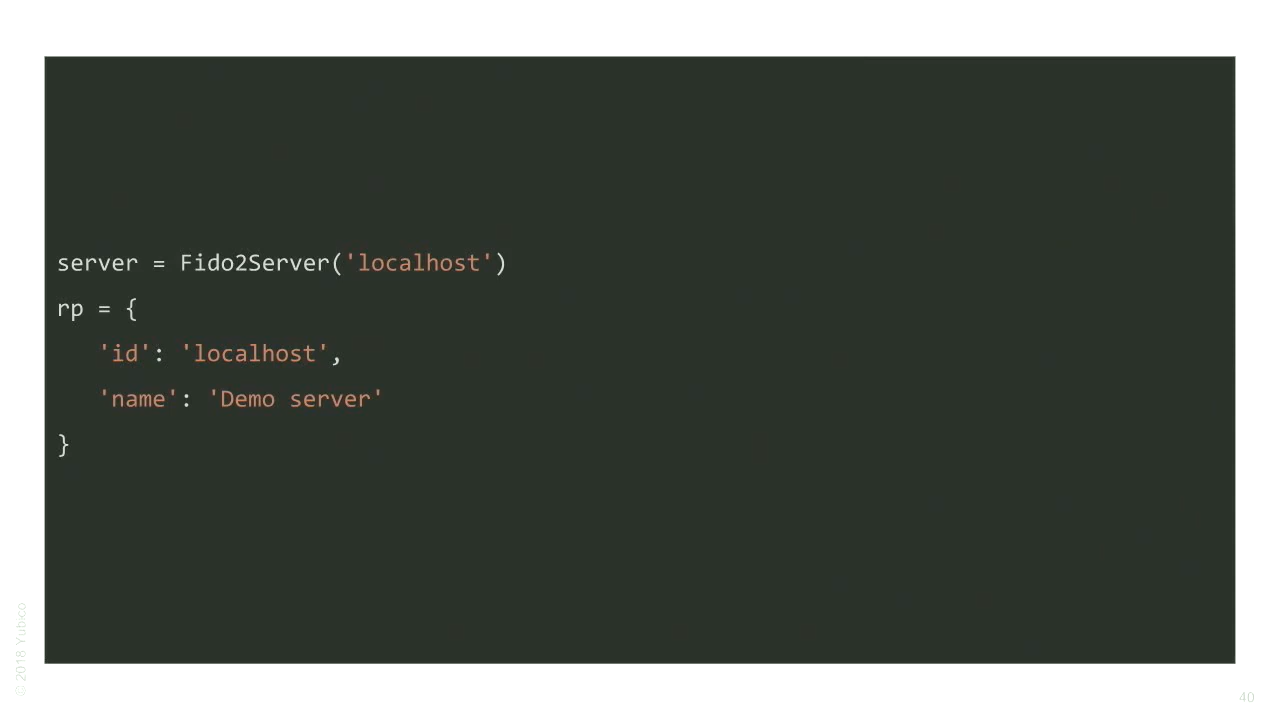 server = Fido2Server('localhost')
rp = {
   'id': 'localhost',
   'name': 'Demo server'
}
© 2018 Yubico
40